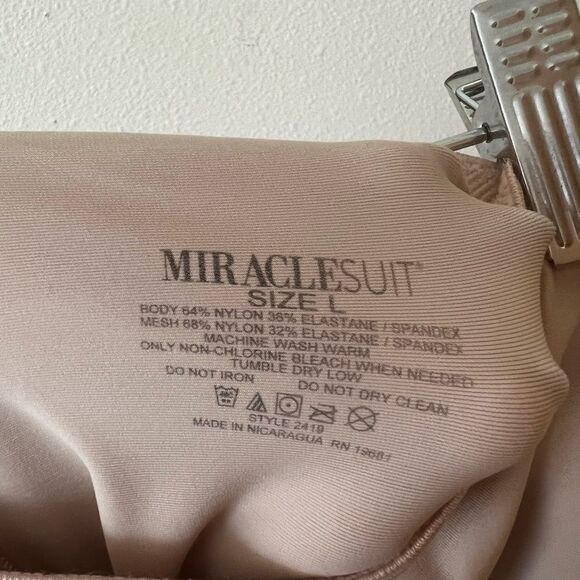 MIRACLESUIT®
SIZE L
BODY 64% NYLON 36% ELASTANE / SPANDEX
MESH 68% NYLON 32% ELASTANE / SPANDEX
MACHINE WASH WARM
ONLY NON-CHLORINE BLEACH WHEN NEEDED
TUMBLE DRY LOW
DO NOT IRON DO NOT DRY CLEAN
STYLE 2419
MADE IN NICARAGUA RN 19681